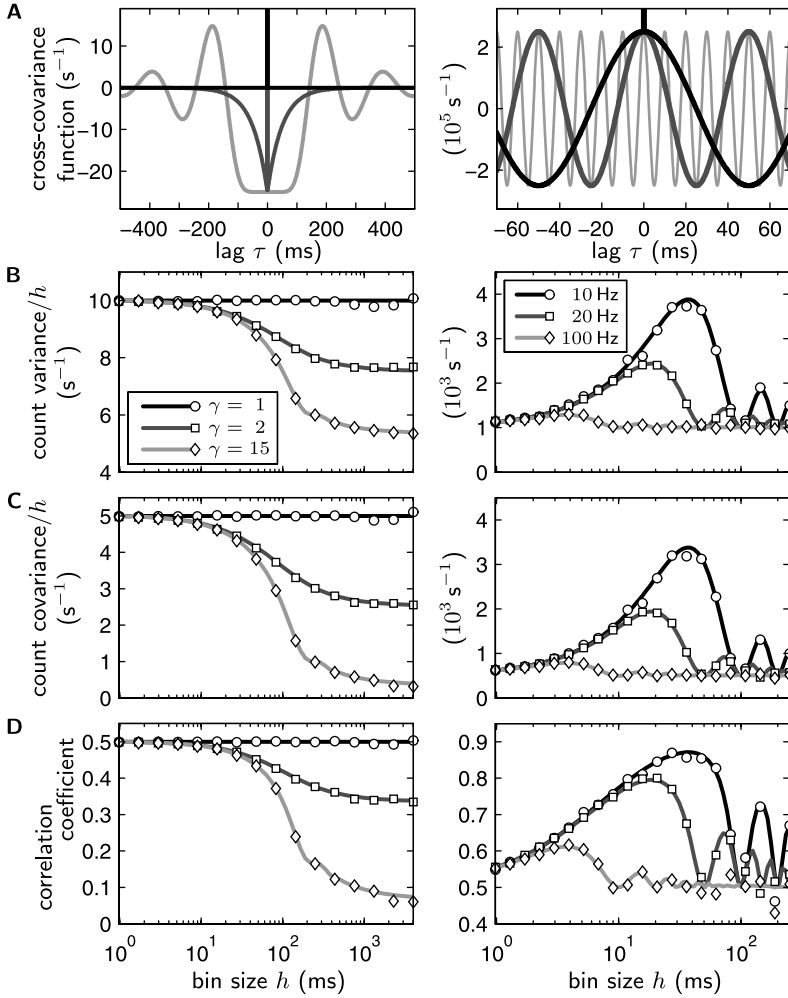 A
cross-covariance
function (s⁻¹)
10
0
−10
−20
−400 −200 0 200 400
lag τ (ms)
(10⁵ s⁻¹)
2
0
−2
−60 −40 −20 0 20 40 60
lag τ (ms)
B
count variance/h
(s⁻¹)
10
8
6
4
γ = 1
γ = 2
γ = 15
(10³ s⁻¹)
4
3
2
1
0
10 Hz
20 Hz
100 Hz
C
count covariance/h
(s⁻¹)
5
4
3
2
1
0
(10³ s⁻¹)
4
3
2
1
0
D
correlation
coefficient
0.5
0.4
0.3
0.2
0.1
0
10⁰ 10¹ 10² 10³
bin size h (ms)
0.9
0.8
0.7
0.6
0.5
0.4
10⁰ 10 10²
bin size h (ms)